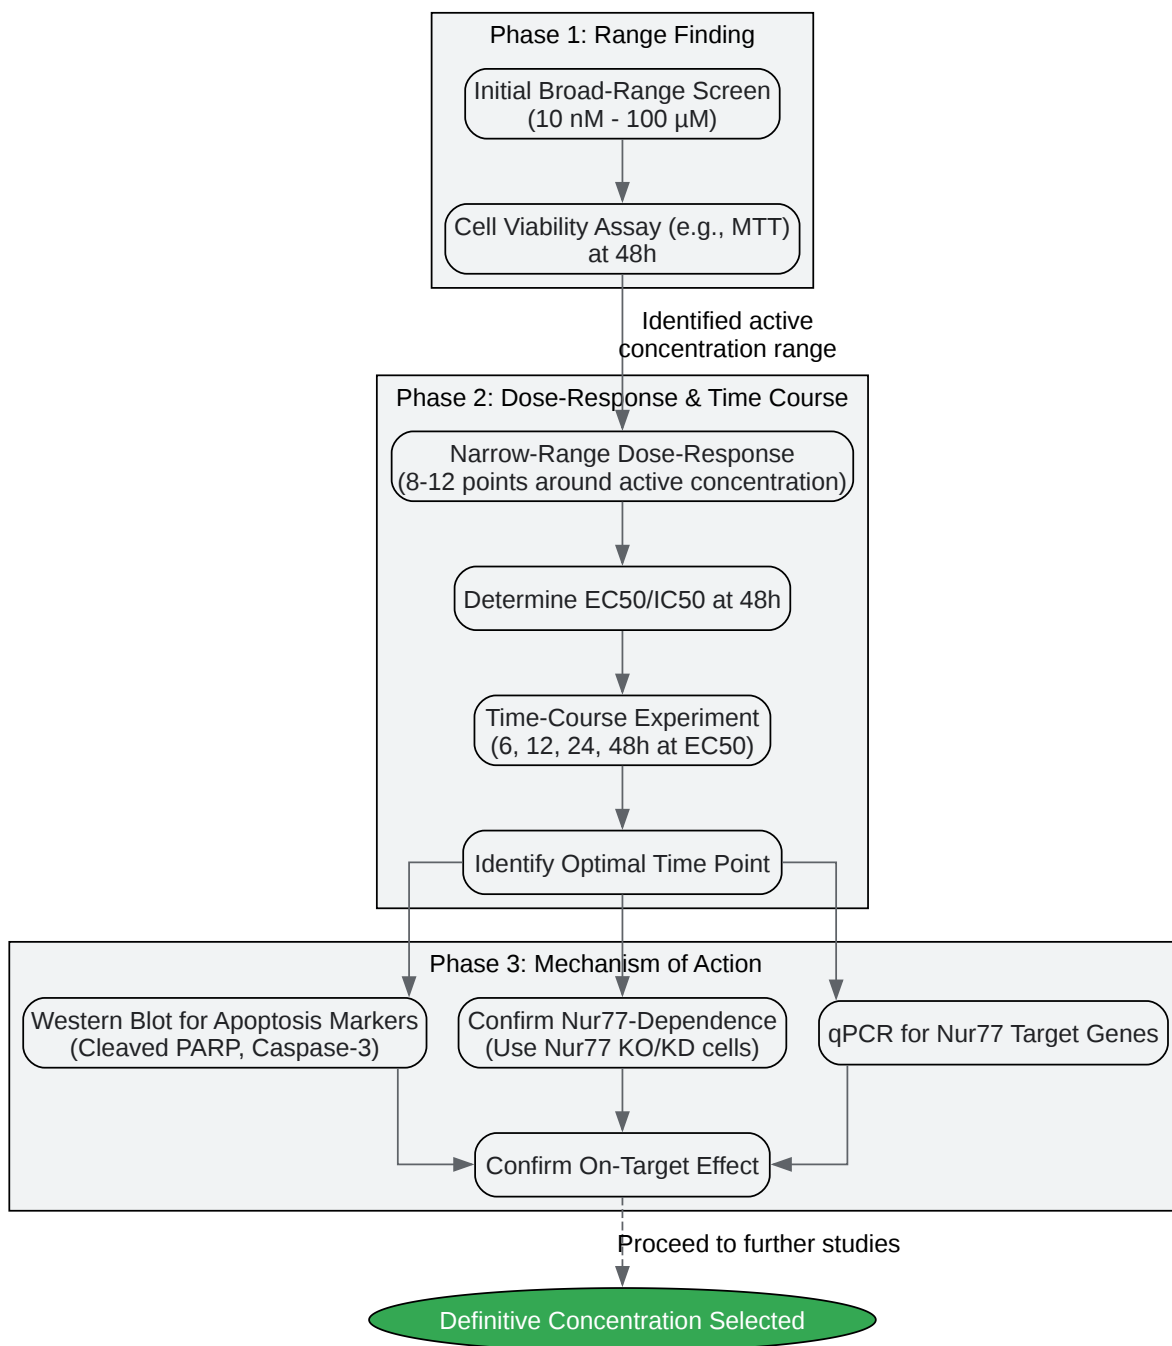 Phase 1: Range Finding
Initial Broad-Range Screen
(10 nM - 100 µM)
Cell Viability Assay (e.g., MTT)
at 48h
Identified active
concentration range
Phase 2: Dose-Response & Time Course
Narrow-Range Dose-Response
(8-12 points around active concentration)
Determine EC50/IC50 at 48h
Time-Course Experiment
(6, 12, 24, 48h at EC50)
Identify Optimal Time Point
Phase 3: Mechanism of Action
Western Blot for Apoptosis Markers
(Cleaved PARP, Caspase-3)
Confirm Nur77-Dependence
(Use Nur77 KO/KD cells)
qPCR for Nur77 Target Genes
Confirm On-Target Effect
Proceed to further studies
Definitive Concentration Selected